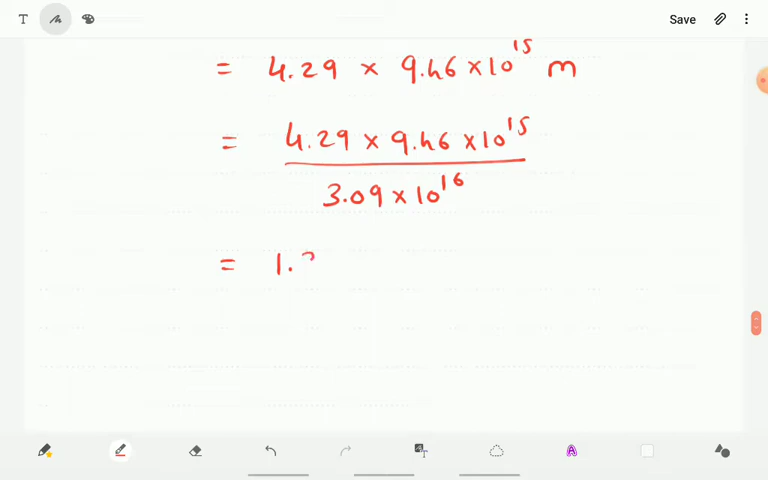 T Save
= 4.29 × 9.46 × 10¹⁵ m
= 4.29 × 9.46 × 10¹⁵
3.09 × 10¹⁶
= 1.
A